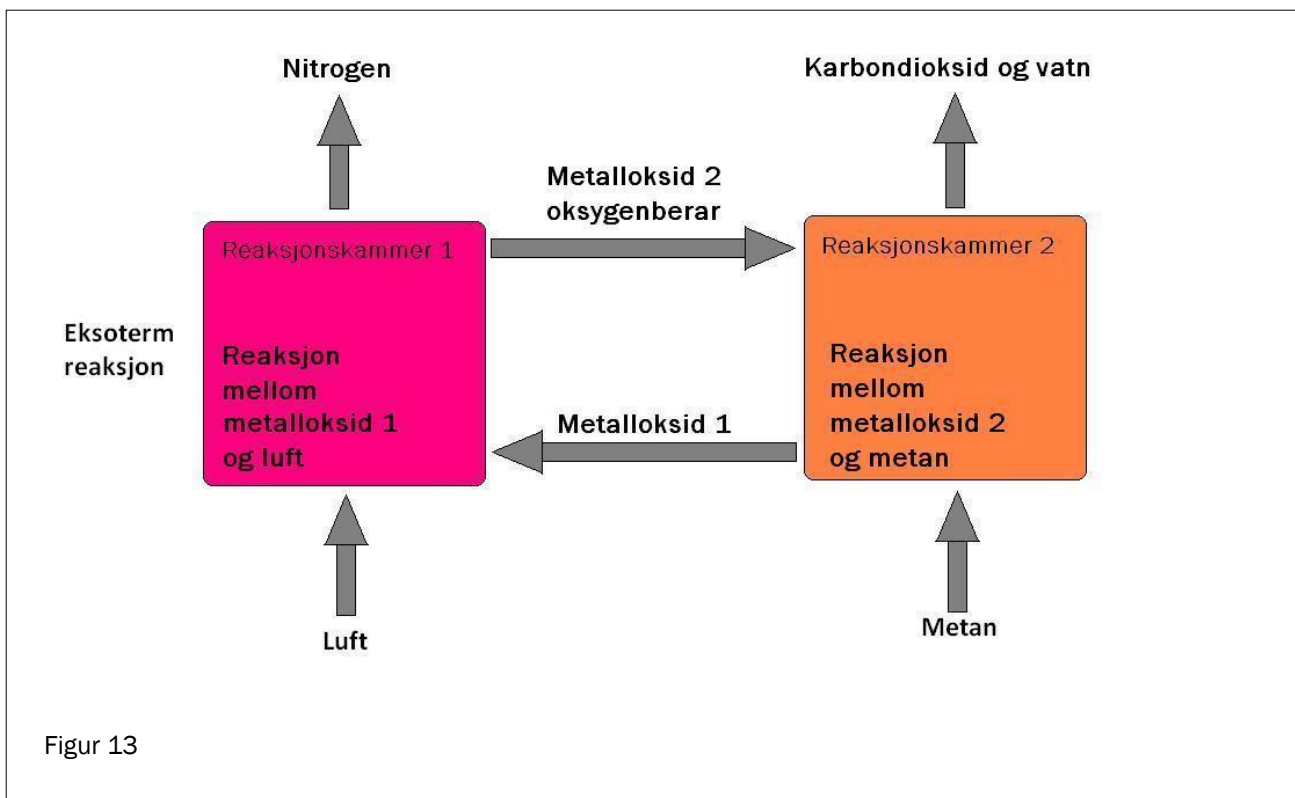 Nitrogen
Karbondioksid og vatn
Metalloksid 2
oksygenberar
Reaksjonskammer 1
Reaksjonskammer 2
Eksoterm
reaksjon
Reaksjon
mellom
metalloksid 1
og luft
Metalloksid 1
Reaksjon
mellom
metalloksid 2
og metan
Luft
Metan
Figur 13